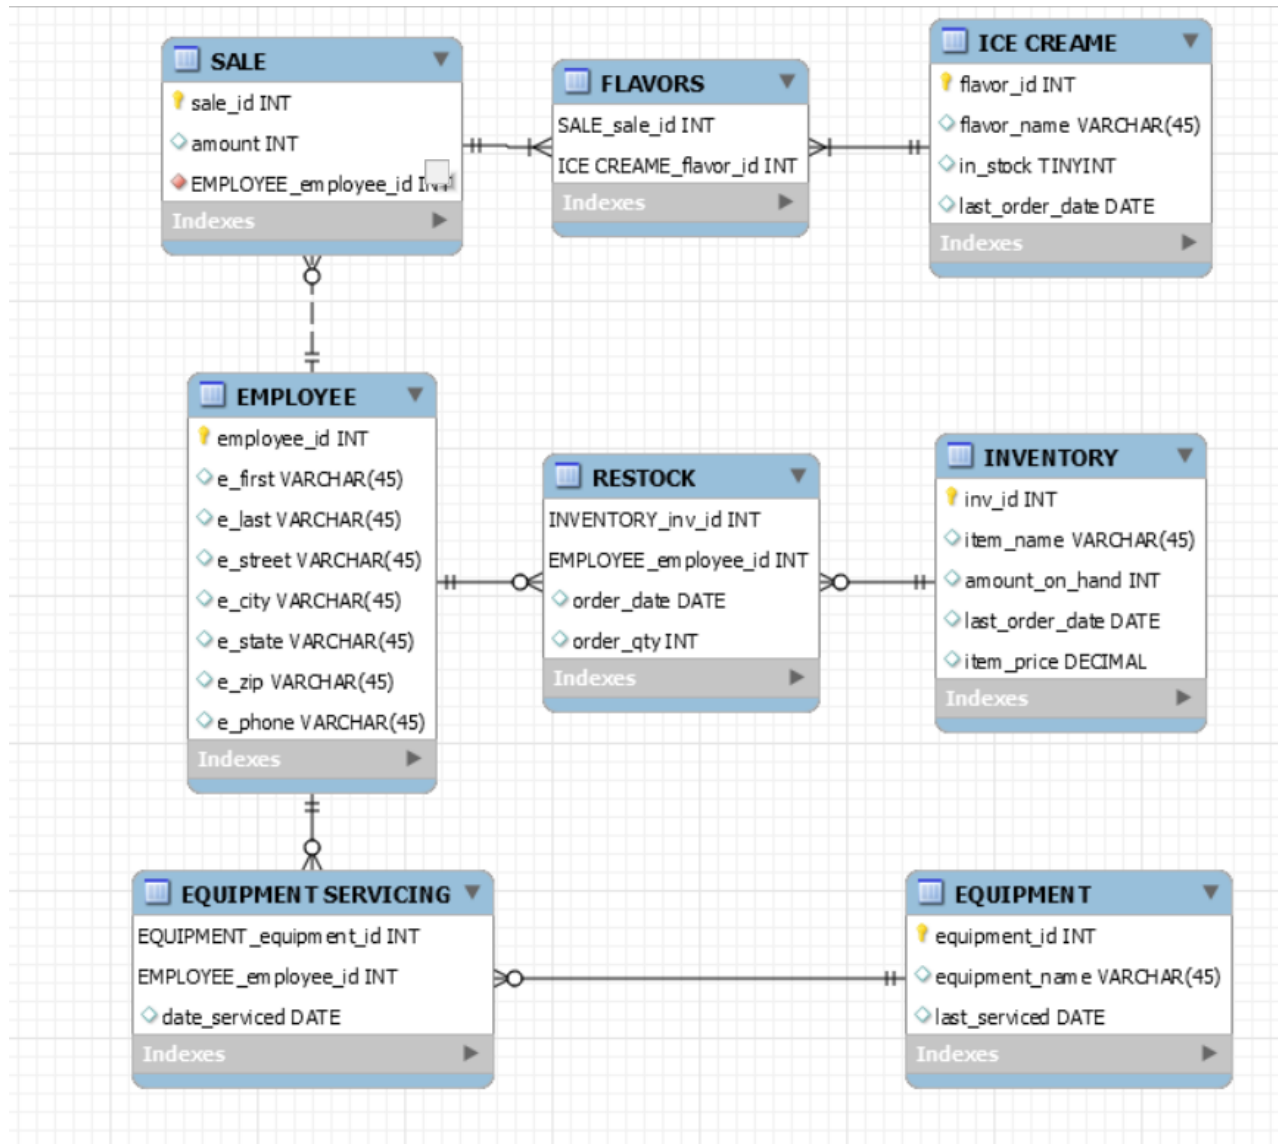 SALE
sale_id INT
amount INT
EMPLOYEE_employee_id INT
Indexes
FLAVORS
SALE_sale_id INT
ICE CREAME_flavor_id INT
Indexes
ICE CREAME
flavor_id INT
flavor_name VARCHAR(45)
in_stock TINYINT
last_order_date DATE
Indexes
EMPLOYEE
employee_id INT
e_first VARCHAR(45)
e_last VARCHAR(45)
e_street VARCHAR(45)
e_city VARCHAR(45)
e_state VARCHAR(45)
e_zip VARCHAR(45)
e_phone VARCHAR(45)
Indexes
RESTOCK
INVENTORY_inv_id INT
EMPLOYEE_employee_id INT
order_date DATE
order_qty INT
Indexes
INVENTORY
inv_id INT
item_name VARCHAR(45)
amount_on_hand INT
last_order_date DATE
item_price DECIMAL
Indexes
EQUIPMENT SERVICING
EQUIPMENT_equipment_id INT
EMPLOYEE_employee_id INT
date_serviced DATE
Indexes
EQUIPMENT
equipment_id INT
equipment_name VARCHAR(45)
last_serviced DATE
Indexes